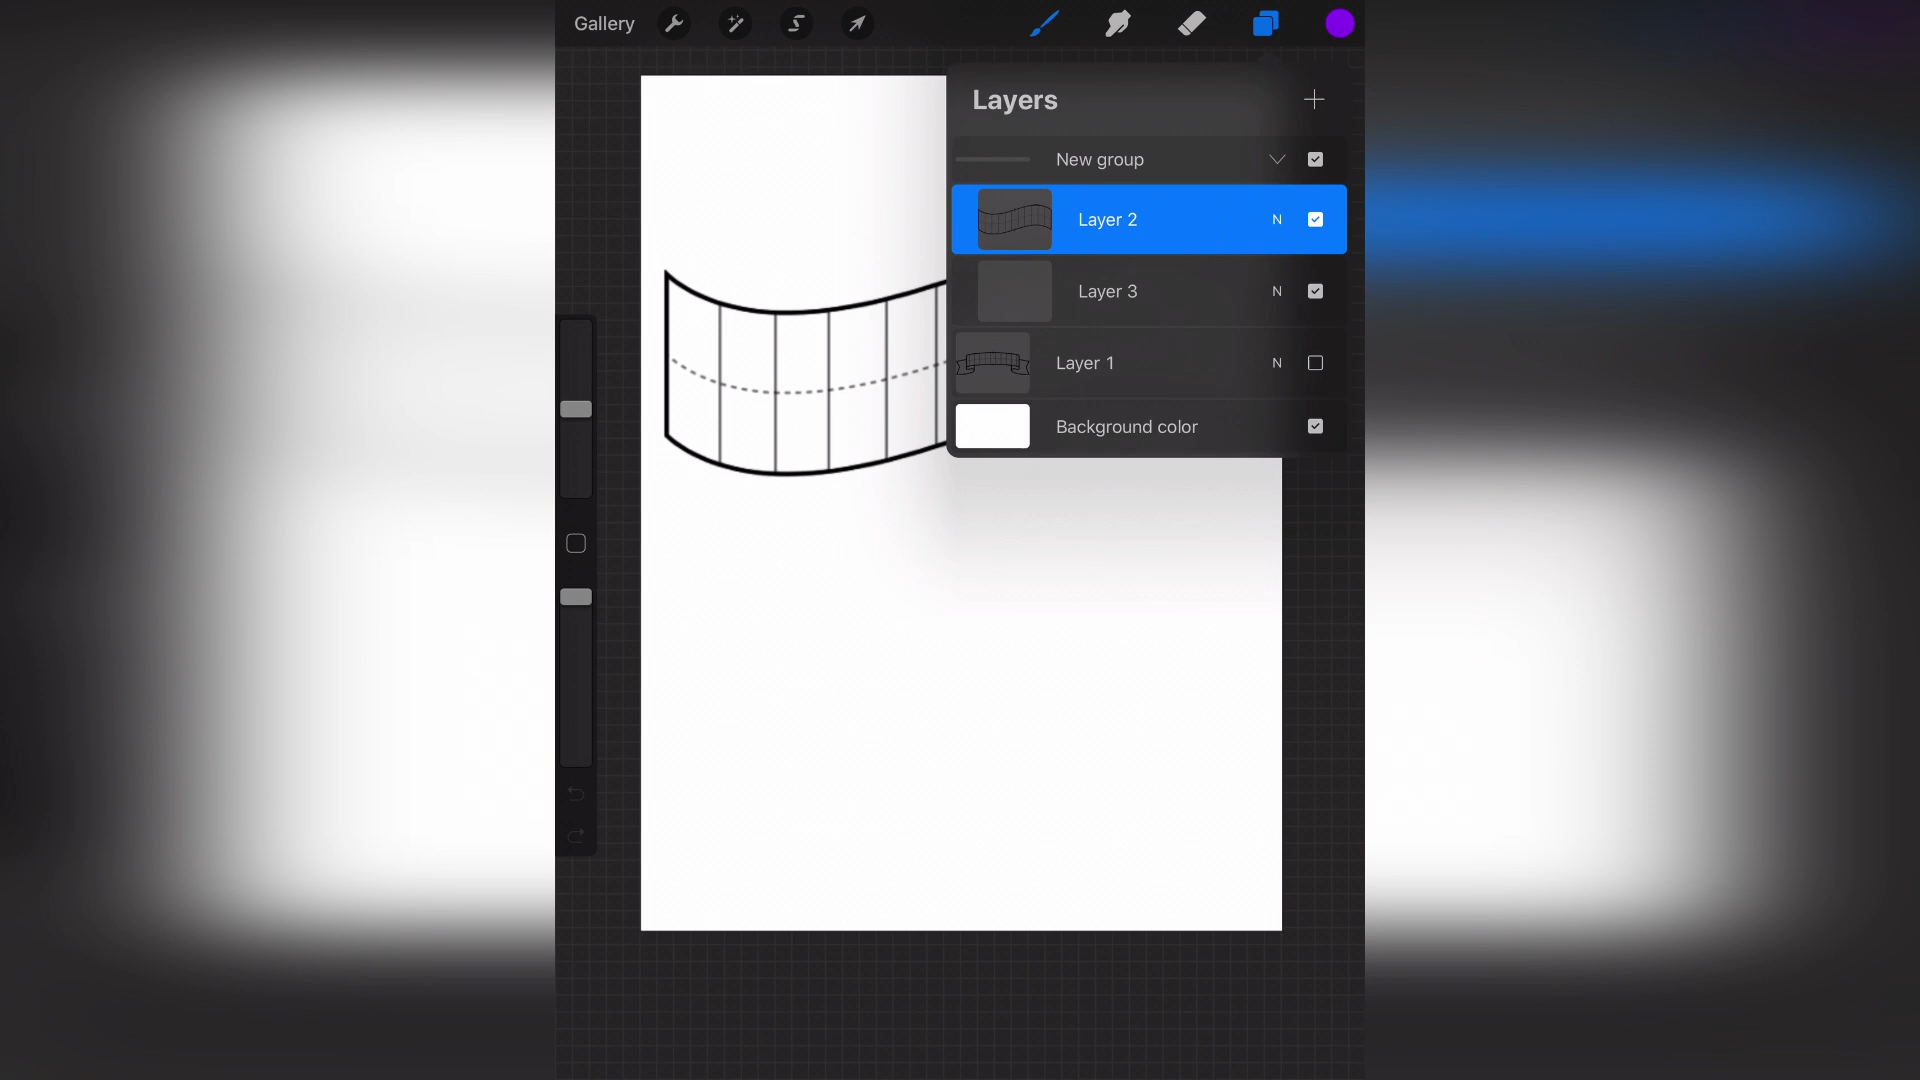 Gallery
Layers
New group
Layer 2 N
Layer 3 N
Layer 1 N
Background color